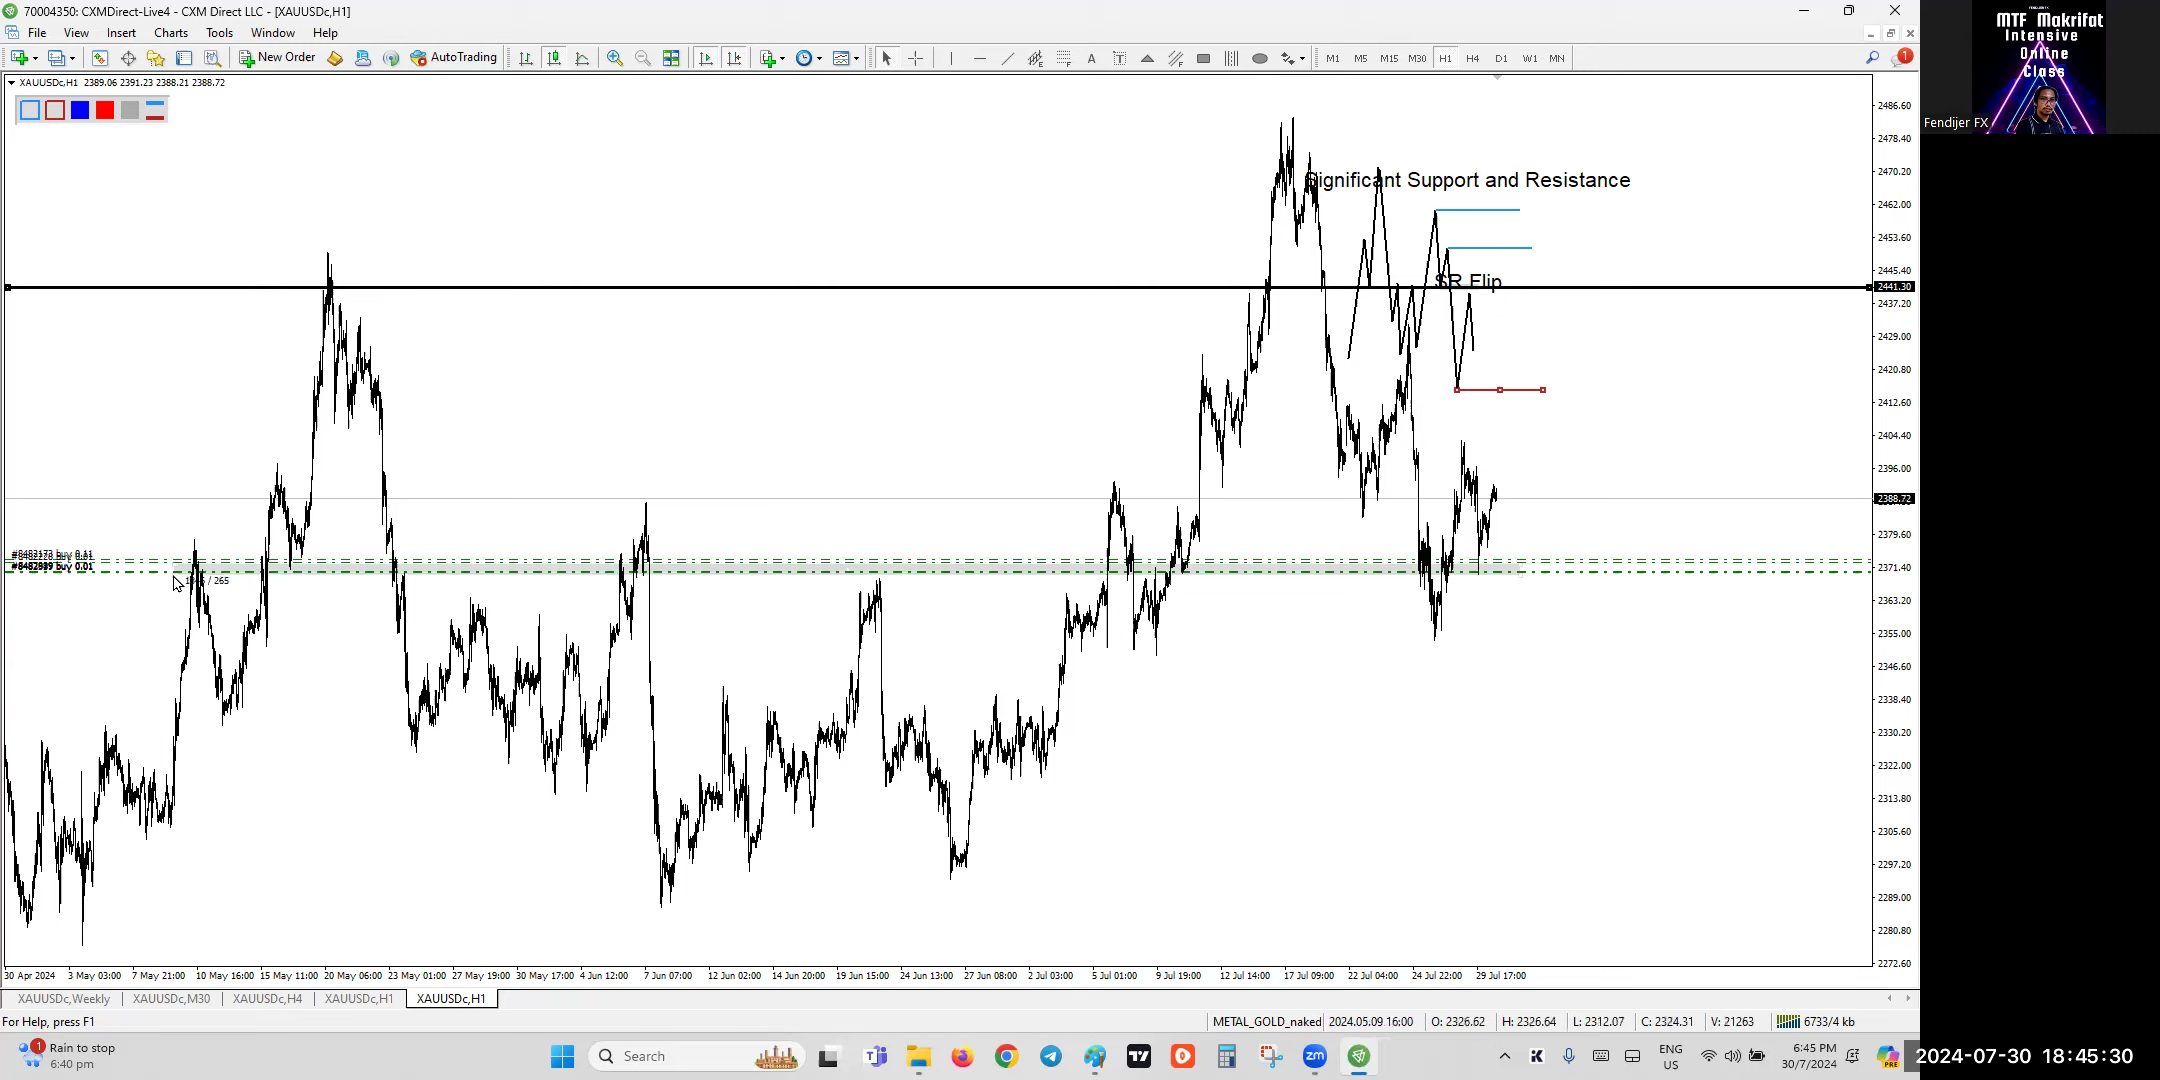 70004350: CXMDirect-Live4 - CXM Direct LLC - [XAUUSDc,H1]
File View Insert Charts Tools Window Help
New Order AutoTrading A T M1 M5 M15 M30 H1 H4 D1 W1 MN 1
XAUUSDc,H1 2389.06 2391.23 2388.21 2388.72
MTF Makrifat
Intensive
Online
Class
Fendijer FX
Significant Support and Resistance
SR Flip
2486.60
2478.40
2470.20
2462.00
2453.60
2445.40
2441.30
2437.20
2429.00
2420.80
2412.60
2404.40
2396.00
2388.72
2379.60
2371.40
2363.20
2355.00
2346.60
2338.40
2330.20
2322.00
2313.80
2305.60
2297.20
2289.00
2280.80
2272.60
30 Apr 2024 3 May 03:00 7 May 21:00 10 May 16:00 15 May 11:00 20 May 06:00 23 May 01:00 27 May 19:00 30 May 17:00 4 Jun 12:00 7 Jun 07:00 12 Jun 02:00 14 Jun 20:00 19 Jun 15:00 24 Jun 13:00 27 Jun 08:00 2 Jul 03:00 5 Jul 01:00 9 Jul 19:00 12 Jul 14:00 17 Jul 09:00 22 Jul 04:00 24 Jul 22:00 29 Jul 17:00
XAUUSDc,Weekly XAUUSDc,M30 XAUUSDc,H4 XAUUSDc,H1 XAUUSDc,H1
For Help, press F1 METAL_GOLD_naked 2024.05.09 16:00 O: 2326.62 H: 2326.64 L: 2312.07 C: 2324.31 V: 21263 6733/4 kb
1 Rain to stop
6:40 pm
Search
zm
ENG
US
6:45 PM
30/7/2024
PRE
2024-07-30 18:45:30